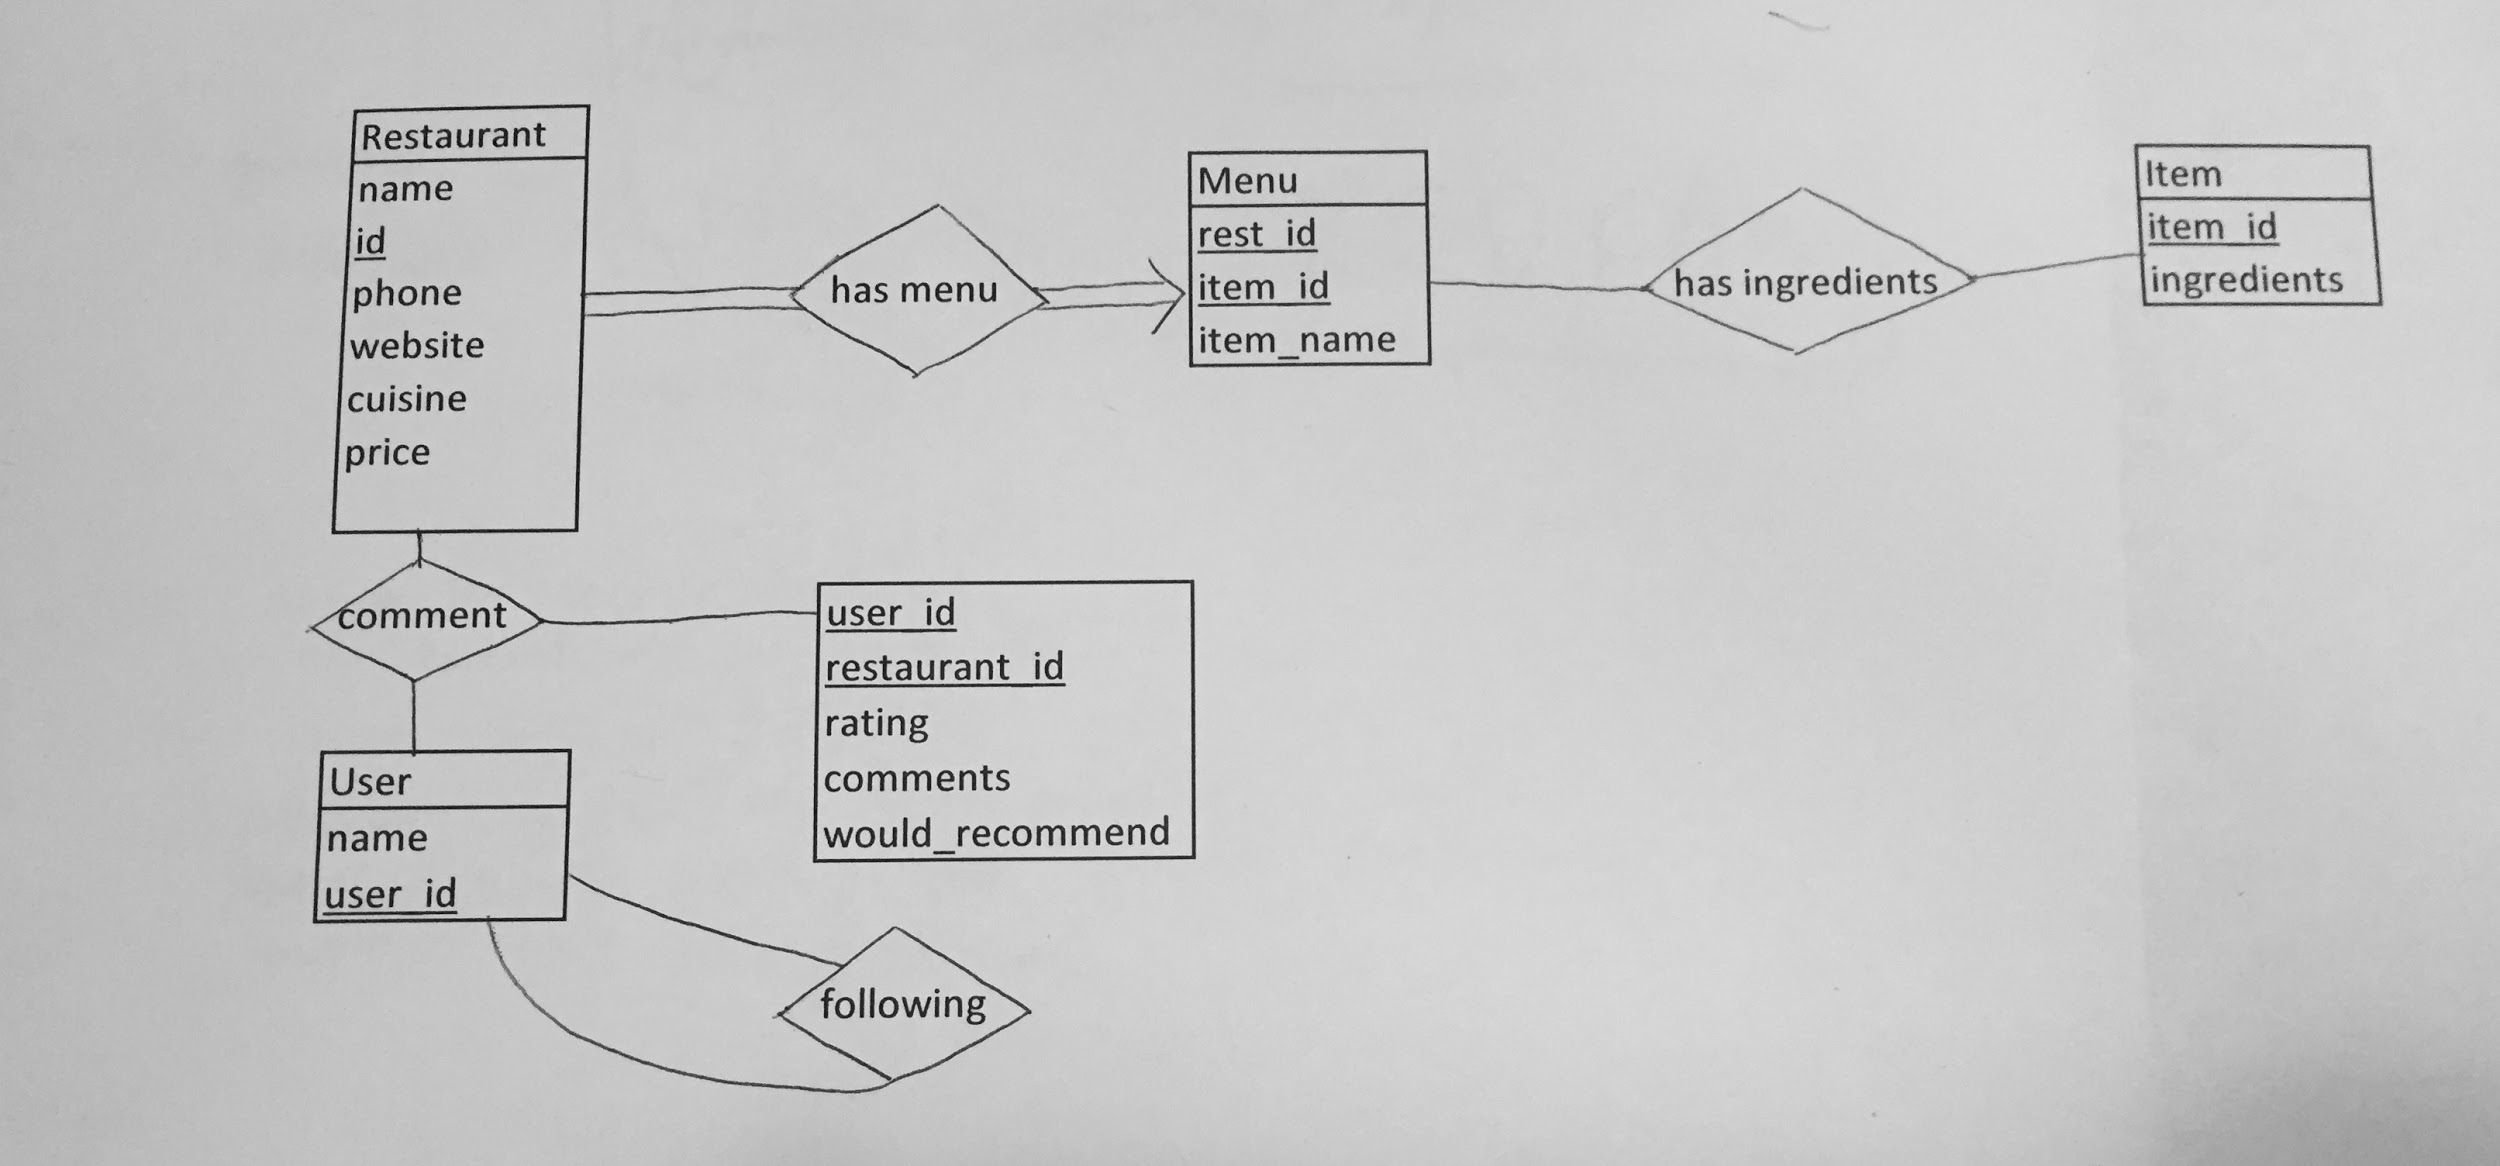 Restaurant
name
id
phone
website
cuisine
price
has menu
Menu
rest_id
item_id
item_name
has ingredients
Item
item_id
ingredients
comment
user_id
restaurant_id
rating
comments
would_recommend
User
name
user_id
following